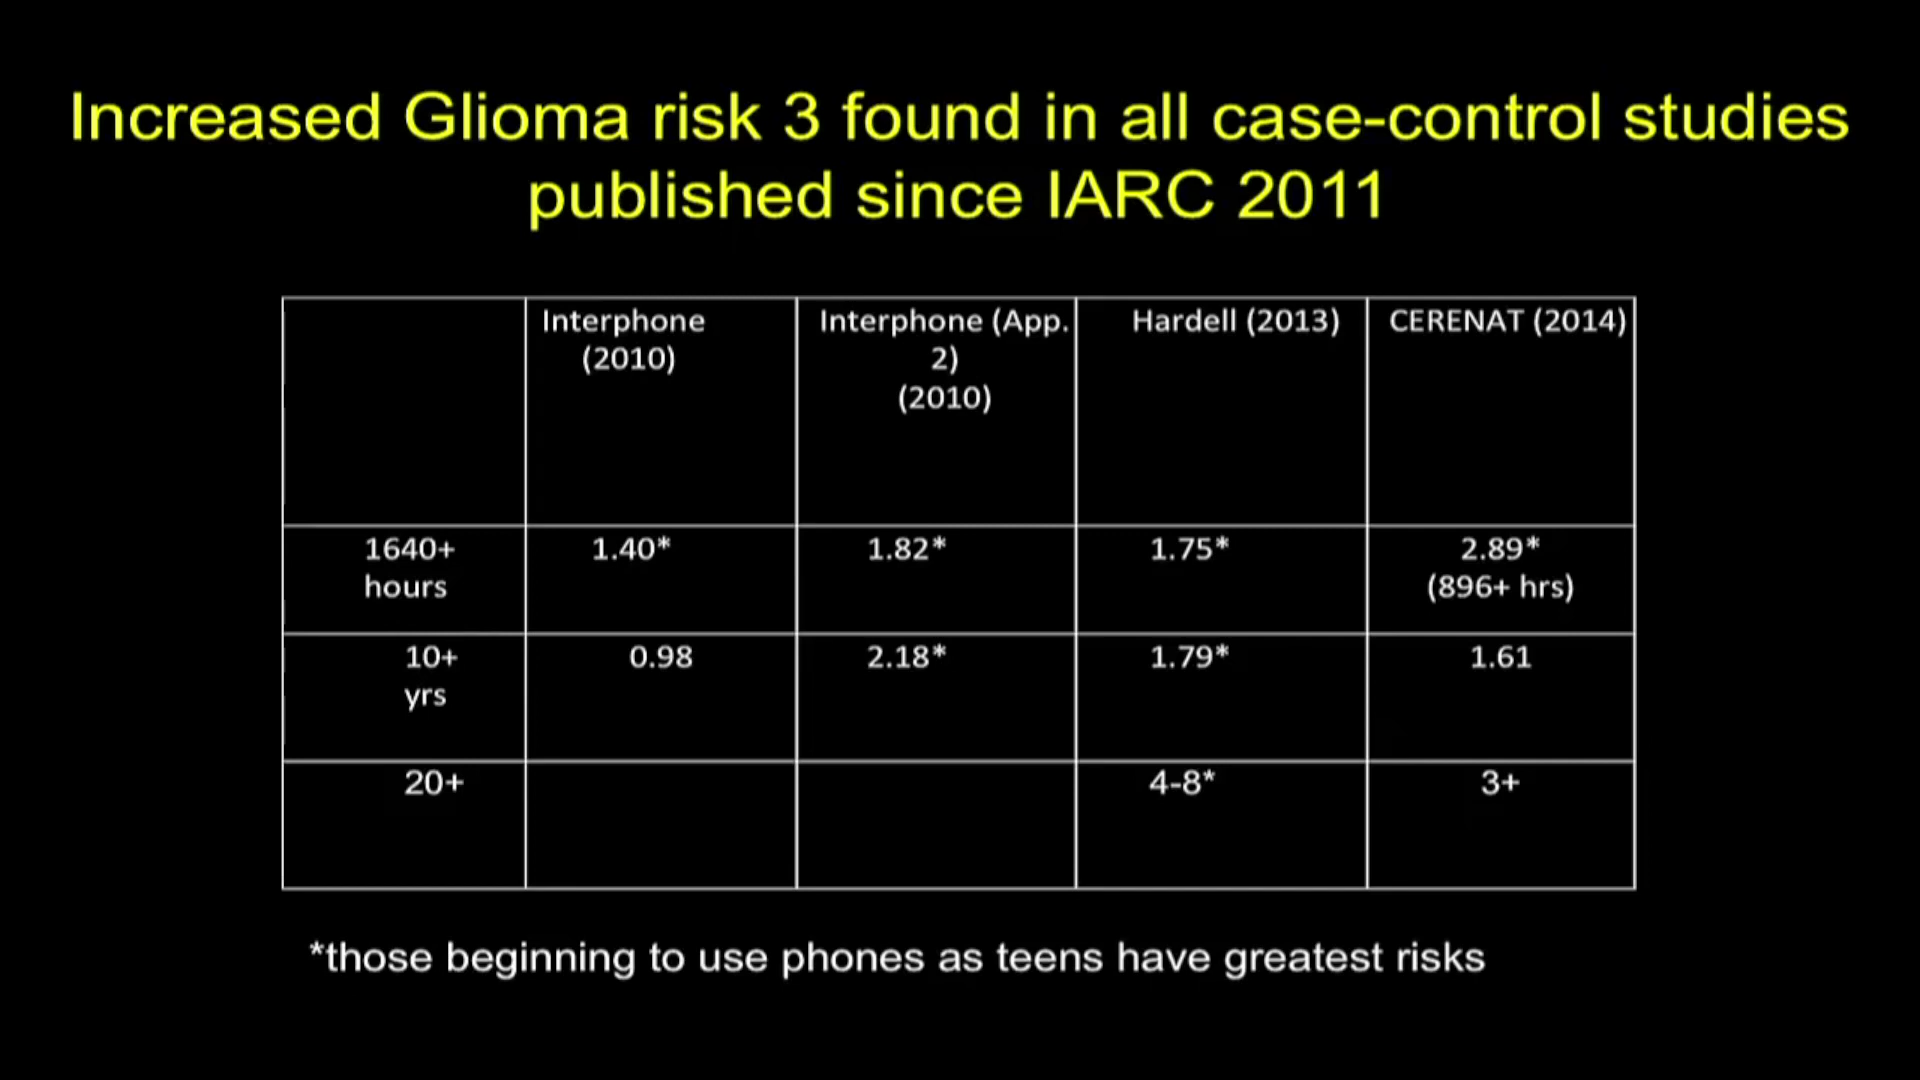 Increased Glioma risk 3 found in all case-control studies
published since IARC 2011
Interphone
(2010)
Interphone (App.
2)
(2010)
Hardell (2013)
CERENAT (2014)
1640+
hours
1.40*
1.82*
1.75*
2.89*
(896+ hrs)
10+
yrs
0.98
2.18*
1.79*
1.61
20+
4-8*
3+
*those beginning to use phones as teens have greatest risks